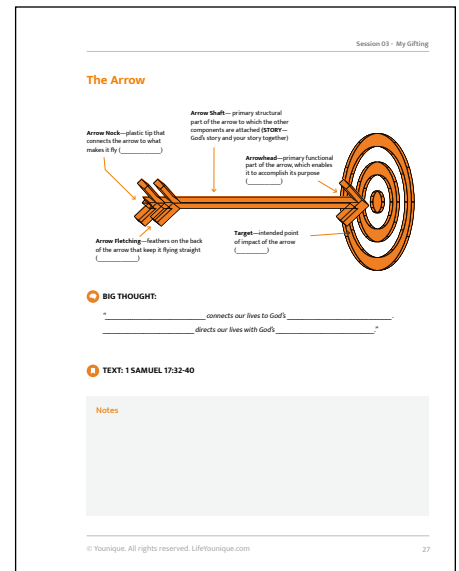 Session 03 - My Gifting
The Arrow
Arrow Shaft— primary structural
part of the arrow to which the other
components are attached (STORY—
God's story and your story together)
Arrow Nock—plastic tip that
connects the arrow to what
makes it fly (____________)
Arrowhead—primary functional
part of the arrow, which enables
it to accomplish its purpose
(__________)
Arrow Fletching—feathers on the back
of the arrow that keep it flying straight
(____________)
Target—intended point
of impact of the arrow
(_________)
BIG THOUGHT:
"____________________________ connects our lives to God's _____________________________.
__________________________ directs our lives with God's ____________________________."
TEXT: 1 SAMUEL 17:32-40
Notes
© Younique. All rights reserved. LifeYounique.com
27